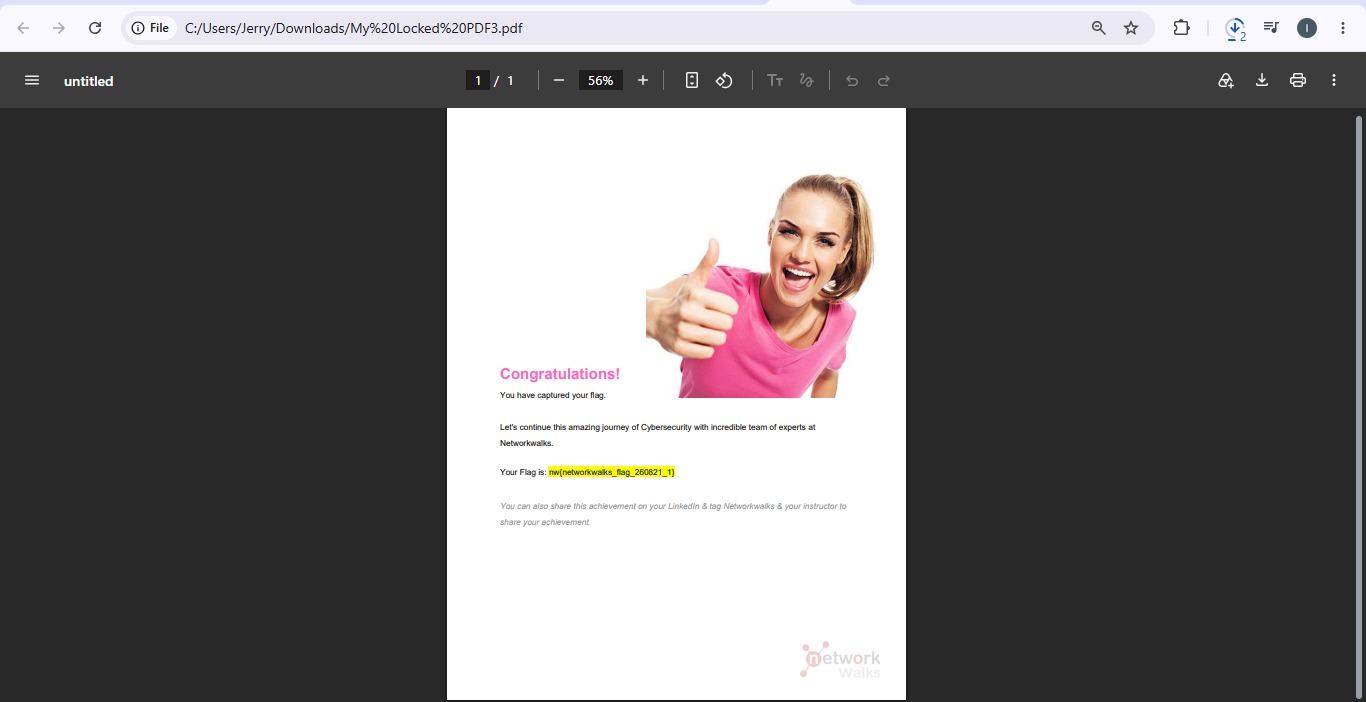 File
C:/Users/Jerry/Downloads/My%20Locked%20PDF3.pdf
2
I
untitled
1 / 1
56%
Congratulations!
You have captured your flag.
Let's continue this amazing journey of Cybersecurity with incredible team of experts at
Networkwalks.
Your Flag is: nw{networkwalks_flag_260821_1}
You can also share this achievement on your LinkedIn & tag Networkwalks & your instructor to
share your achievement.
network
Walks